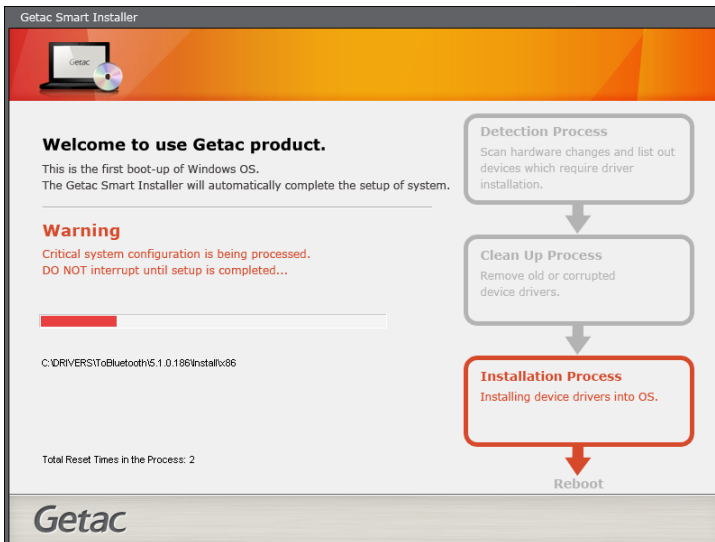 Getac Smart Installer
Getac
Welcome to use Getac product.
This is the first boot-up of Windows OS.
The Getac Smart Installer will automatically complete the setup of system.
Warning
Critical system configuration is being processed.
DO NOT interrupt until setup is completed...
C:\DRIVERS\ToBluetooth\5.1.0.186\Install\x86
Total Reset Times in the Process: 2
Detection Process
Scan hardware changes and list out
devices which require driver
installation.
Clean Up Process
Remove old or corrupted
device drivers.
Installation Process
Installing device drivers into OS.
Reboot
Getac